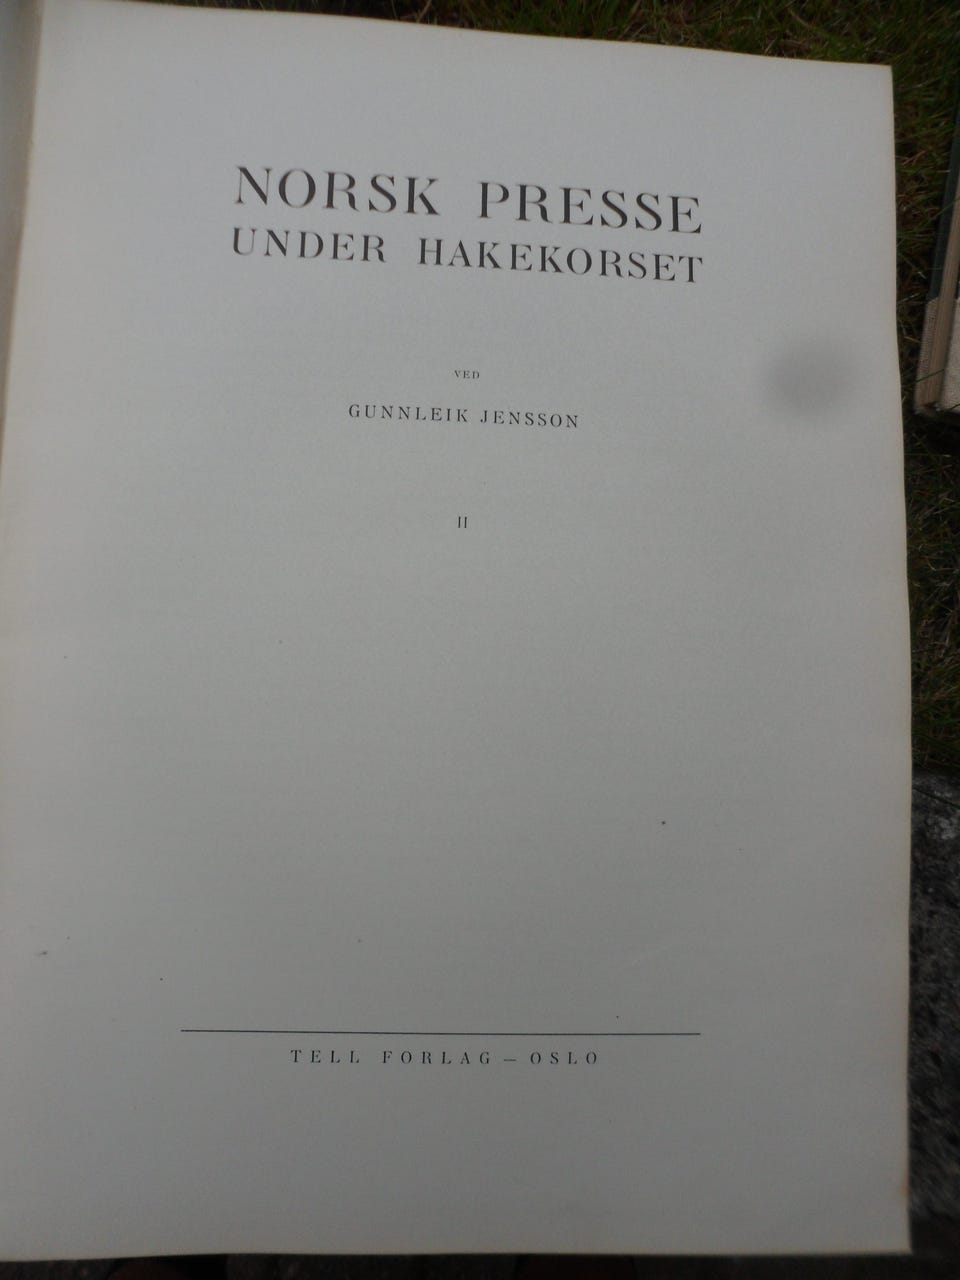 NORSK PRESSE
UNDER HAKEKORSET
VED
GUNNLEIK JENSSON
II
TELL FORLAG – OSLO